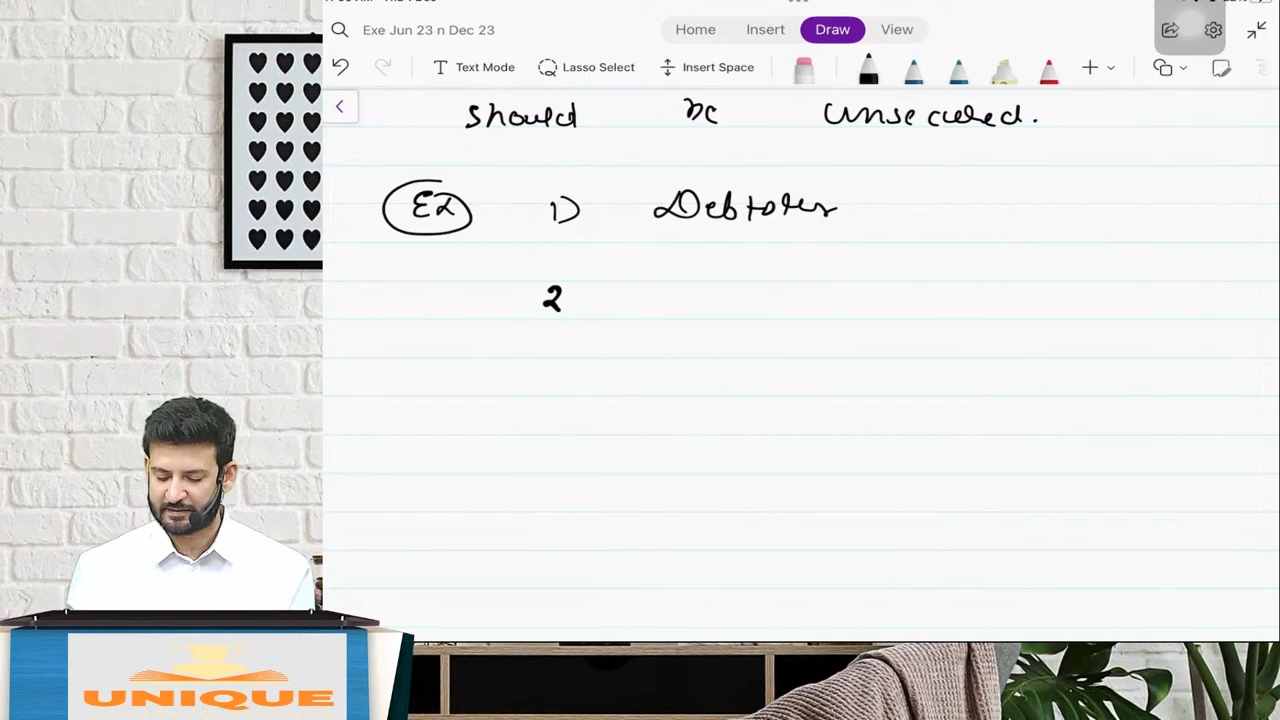 Exe Jun 23 n Dec 23
Home Insert Draw View
Text Mode Lasso Select Insert Space
should be unsecured.
Ex 1) Debtors
2
UNIQUE